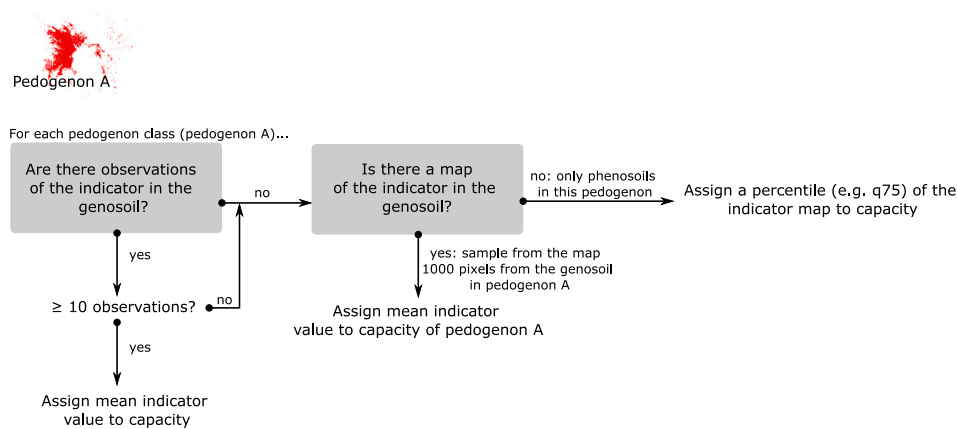 Pedogenon A
For each pedogenon class (pedogenon A)...
Are there observations
of the indicator in the
genosoil?
no
Is there a map
of the indicator in the
genosoil?
no: only phenosoils
in this pedogenon
Assign a percentile (e.g. q75) of the
indicator map to capacity
yes
yes: sample from the map
1000 pixels from the genosoil
in pedogenon A
≥ 10 observations?
no
Assign mean indicator
value to capacity of pedogenon A
yes
Assign mean indicator
value to capacity